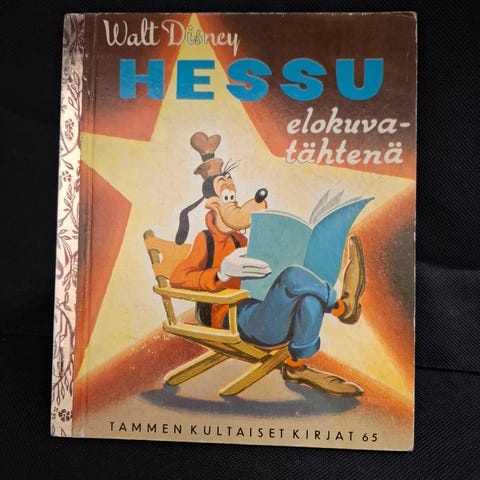 Walt Disney
HESSU
elokuva-
tähtenä
TAMMEN KULTAISET KIRJAT 65